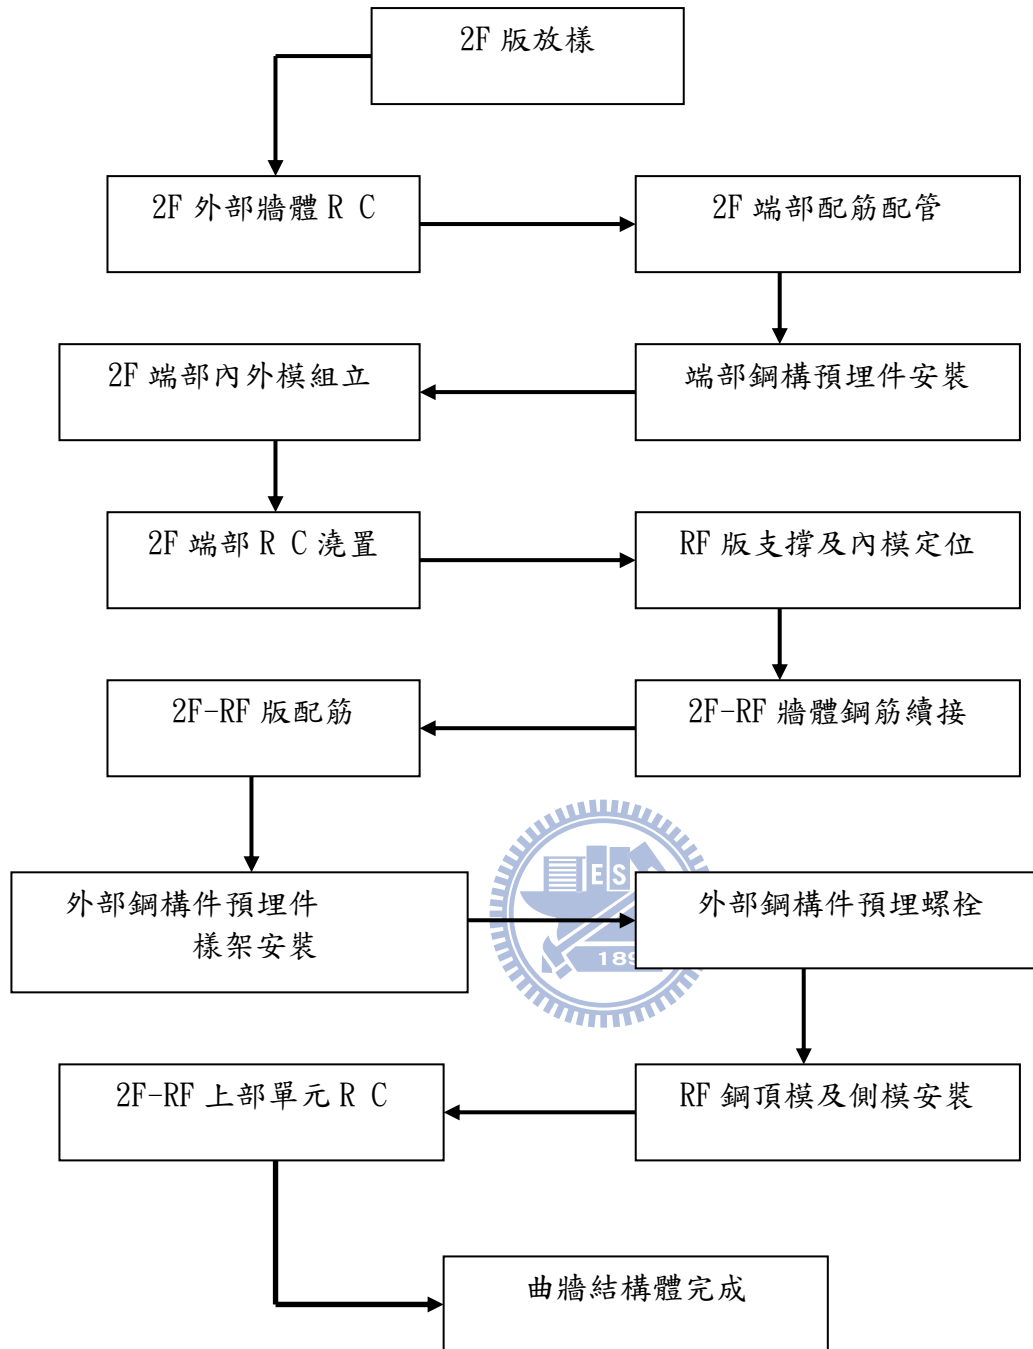 2F 版放樣
2F 外部牆體 R C
2F 端部配筋配管
2F 端部內外模組立
端部鋼構預埋件安裝
2F 端部 R C 澆置
RF 版支撐及內模定位
2F-RF 版配筋
2F-RF 牆體鋼筋續接
ES
189
外部鋼構件預埋件
樣架安裝
外部鋼構件預埋螺栓
2F-RF 上部單元 R C
RF 鋼頂模及側模安裝
曲牆結構體完成